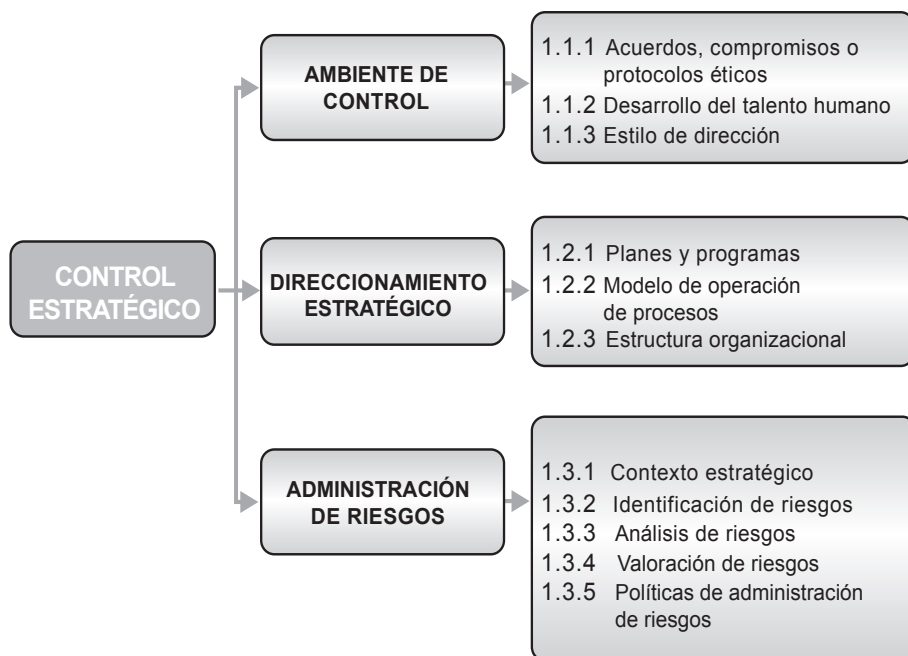 CONTROL
ESTRATÉGICO
AMBIENTE DE
CONTROL
1.1.1 Acuerdos, compromisos o
protocolos éticos
1.1.2 Desarrollo del talento humano
1.1.3 Estilo de dirección
DIRECCIONAMIENTO
ESTRATÉGICO
1.2.1 Planes y programas
1.2.2 Modelo de operación
de procesos
1.2.3 Estructura organizacional
ADMINISTRACIÓN
DE RIESGOS
1.3.1 Contexto estratégico
1.3.2 Identificación de riesgos
1.3.3 Análisis de riesgos
1.3.4 Valoración de riesgos
1.3.5 Políticas de administración
de riesgos